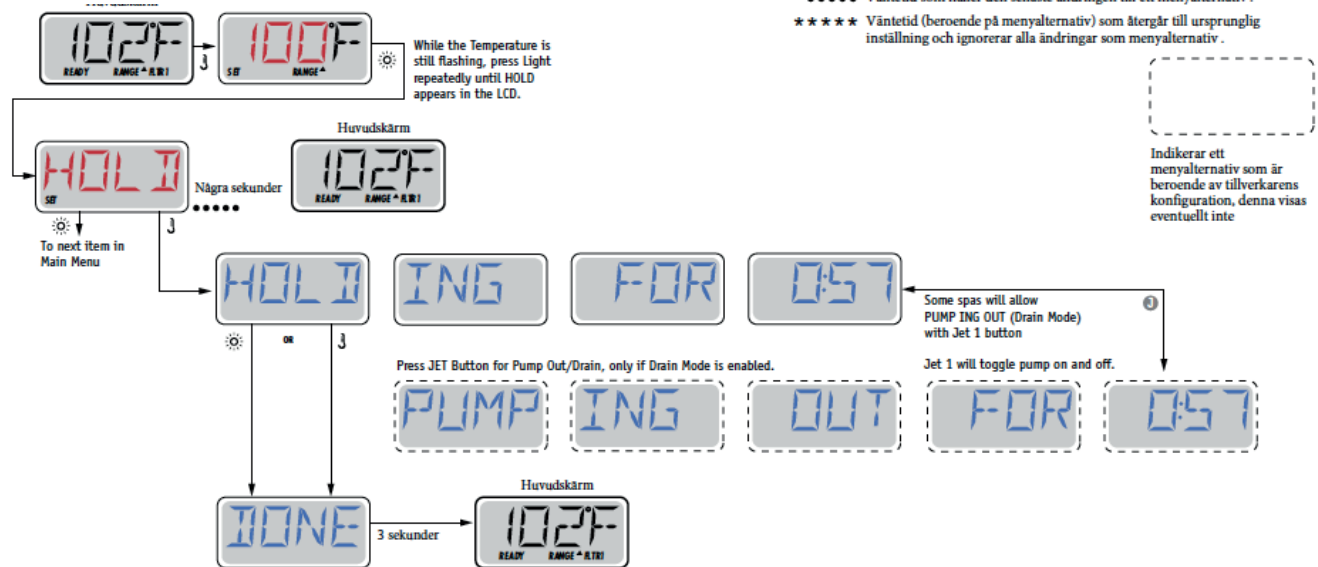 Huvudskärm
***** Väntetid (beroende på menyalternativ) som återgår till ursprunglig
inställning och ignorerar alla ändringar som menyalternativ .
102°F
READY RANGE FLTR1
100°F
SET RANGE
While the Temperature is
still flashing, press Light
repeatedly until HOLD
appears in the LCD.
Indikerar ett
menyalternativ som är
beroende av tillverkarens
konfiguration, denna visas
eventuellt inte
HOLD
SET
Några sekunder
Huvudskärm
102°F
READY RANGE FLTR1
To next item in
Main Menu
HOLD
ING
FOR
0:57
Some spas will allow
PUMP ING OUT (Drain Mode)
with Jet 1 button
OR
Press JET Button for Pump Out/Drain, only if Drain Mode is enabled.
Jet 1 will toggle pump on and off.
PUMP
ING
OUT
FOR
0:57
DONE
3 sekunder
Huvudskärm
102°F
READY RANGE FLTR1